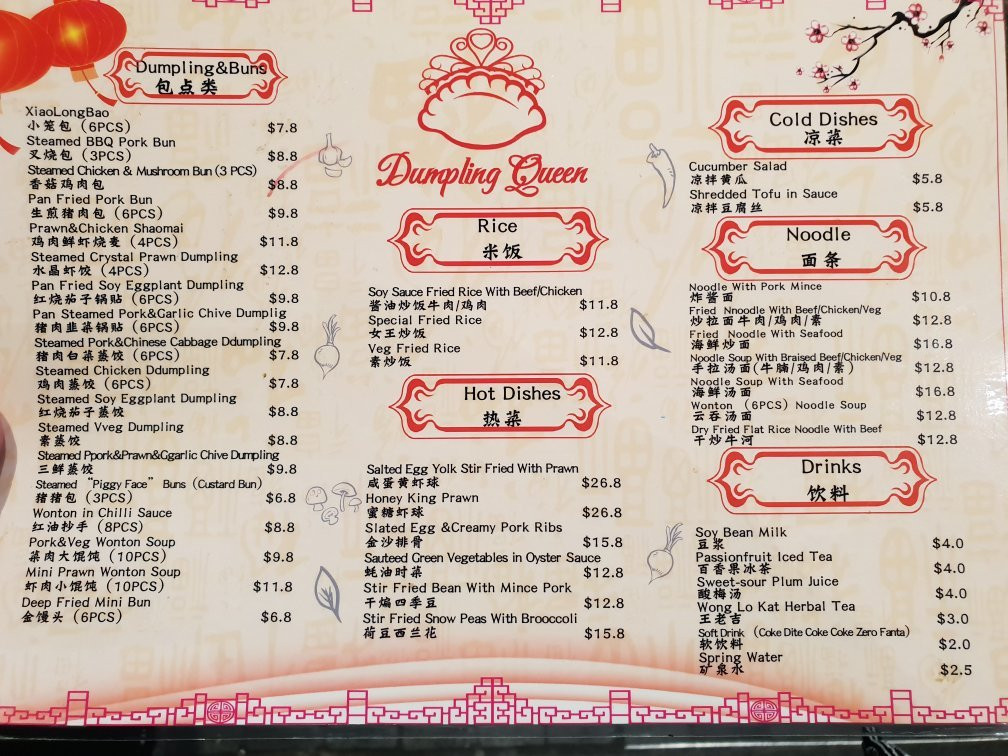 Dumpling&Buns
包点类
XiaoLongBao
小笼包（6PCS） $7.8
Steamed BBQ Pork Bun
叉烧包（3PCS） $8.8
Steamed Chicken & Mushroom Bun (3 PCS)
香菇鸡肉包 $8.8
Pan Fried Pork Bun
生煎猪肉包（6PCS） $9.8
Prawn&Chicken Shaomai
鸡肉鲜虾烧麦（4PCS） $11.8
Steamed Crystal Prawn Dumpling
水晶虾饺（4PCS） $12.8
Pan Fried Soy Eggplant Dumpling
红烧茄子锅贴（6PCS） $9.8
Pan Steamed Pork&Garlic Chive Dumplig
猪肉韭菜锅贴（6PCS） $9.8
Steamed Pork&Chinese Cabbage Ddumpling
猪肉白菜蒸饺（6PCS） $7.8
Steamed Chicken Ddumpling
鸡肉蒸饺（6PCS） $7.8
Steamed Soy Eggplant Dumpling
红烧茄子蒸饺 $8.8
Steamed Vveg Dumpling
素蒸饺 $8.8
Steamed Ppork&Prawn&Ggarlic Chive Dumpling
三鲜蒸饺 $9.8
Steamed “Piggy Face” Buns (Custard Bun)
猪猪包（3PCS） $6.8
Wonton in Chilli Sauce
红油抄手（8PCS） $8.8
Pork&Veg Wonton Soup
菜肉大馄饨（10PCS） $9.8
Mini Prawn Wonton Soup
虾肉小馄饨（10PCS） $11.8
Deep Fried Mini Bun
金馒头（6PCS） $6.8
Dumpling Queen
Rice
米饭
Soy Sauce Fried Rice With Beef/Chicken
酱油炒饭牛肉/鸡肉 $11.8
Special Fried Rice
女王炒饭 $12.8
Veg Fried Rice
素炒饭 $11.8
Hot Dishes
热菜
Salted Egg Yolk Stir Fried With Prawn
咸蛋黄虾球 $26.8
Honey King Prawn
蜜糖虾球 $26.8
Slated Egg &Creamy Pork Ribs
金沙排骨 $15.8
Sauteed Green Vegetables in Oyster Sauce
蚝油时菜 $12.8
Stir Fried Bean With Mince Pork
干煸四季豆 $12.8
Stir Fried Snow Peas With Brooccoli
荷豆西兰花 $15.8
Cold Dishes
凉菜
Cucumber Salad
凉拌黄瓜 $5.8
Shredded Tofu in Sauce
凉拌豆腐丝 $5.8
Noodle
面条
Noodle With Pork Mince
炸酱面 $10.8
Fried Nnoodle With Beef/Chicken/Veg
炒拉面牛肉/鸡肉/素 $12.8
Fried Noodle With Seafood
海鲜炒面 $16.8
Noodle Soup With Braised Beef/Chicken/Veg
手拉汤面(牛腩/鸡肉/素) $12.8
Noodle Soup With Seafood
海鲜汤面 $16.8
Wonton （6PCS）Noodle Soup
云吞汤面 $12.8
Dry Fried Flat Rice Noodle With Beef
干炒牛河 $12.8
Drinks
饮料
Soy Bean Milk
豆浆 $4.0
Passionfruit Iced Tea
百香果冰茶 $4.0
Sweet-sour Plum Juice
酸梅汤 $4.0
Wong Lo Kat Herbal Tea
王老吉 $3.0
Soft Drink（Coke Dite Coke Coke Zero Fanta）
软饮料 $2.0
Spring Water
矿泉水 $2.5